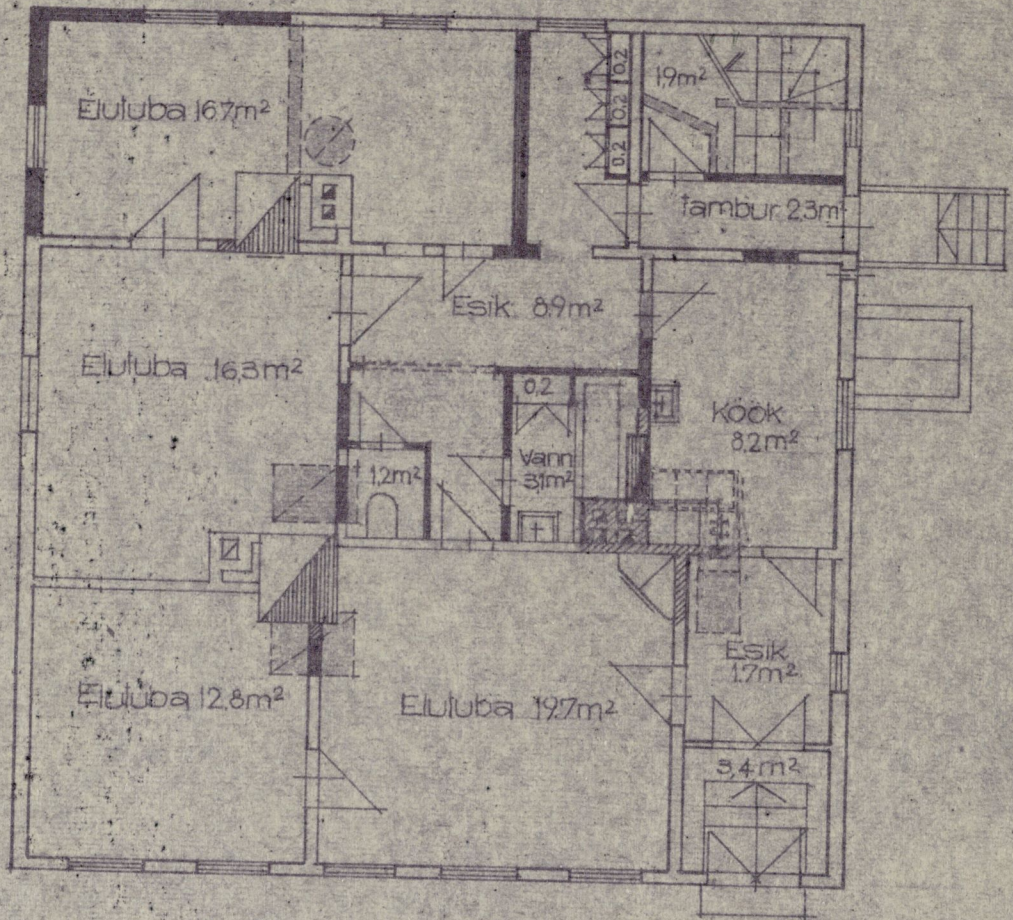 0.2
0.2
0.2
1.9m²
Elutuba 16.7m²
tambur 2.3m²
Esik 8.9m²
Elutuba 16.3m²
0.2
Köök
8.2m²
Vann
3.1m²
1.2m²
Esik
1.7m²
Elutuba 12.8m²
Elutuba 19.7m²
3.4m²